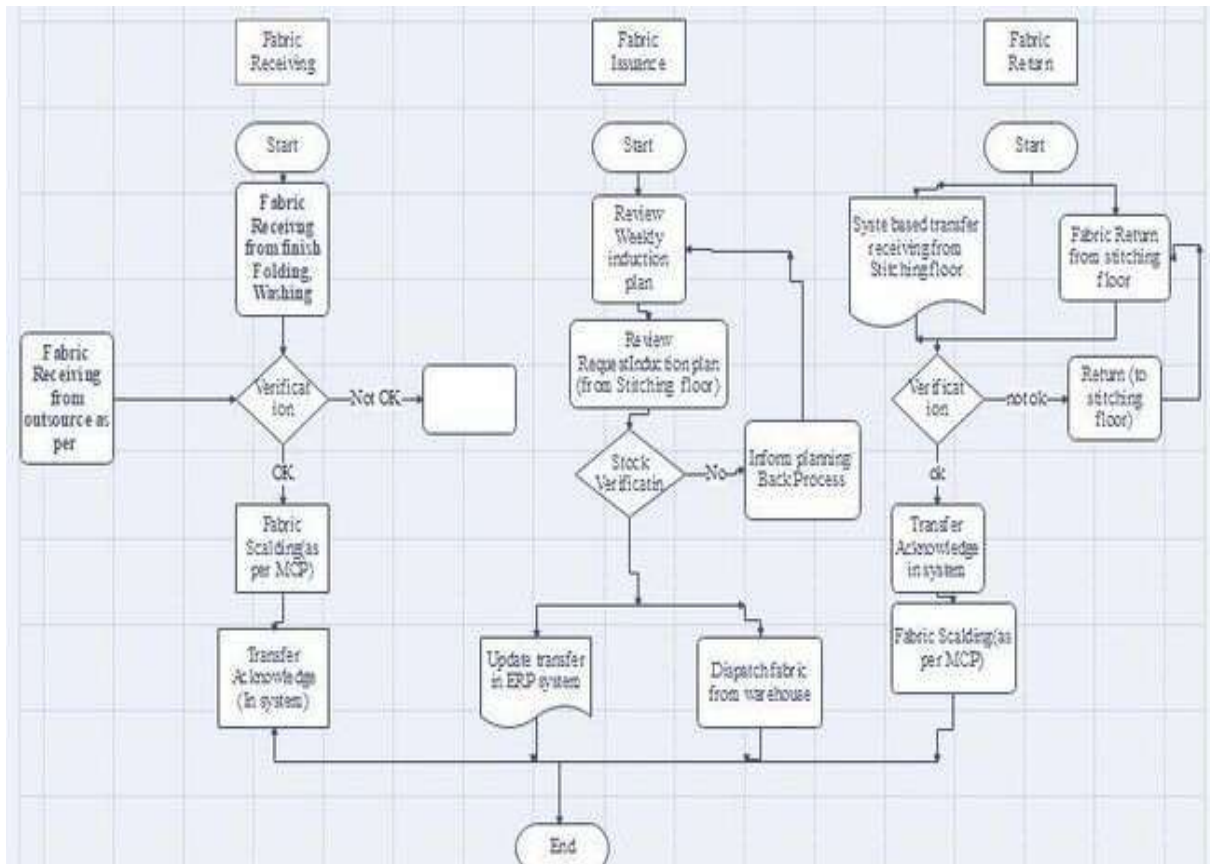 Fabric
Receiving
Fabric
Issuance
Fabric
Return
Start
Start
Start
Fabric
Receiving
from finish
Folding,
Washing
Review
Weekly
induction
plan
Syste based transfer
receiving from
Stitching floor
Fabric Return
from stitching
floor
Fabric
Receiving
from
outsource as
per
Verificat
ion
Not OK
Review
Request Induction plan
(from Stitching floor)
Verificat
ion
not ok
Return (to
stitching
floor)
OK
Stock
Verificatin
No
Inform planning/
Back Process
ok
Fabric
Scalding(as
per MCP)
Transfer
Acknowledge
in system
Transfer
Acknowledge
(In system)
Update transfer
in ERP system
Dispatch fabric
from warehouse
Fabric Scalding(as
per MCP)
End